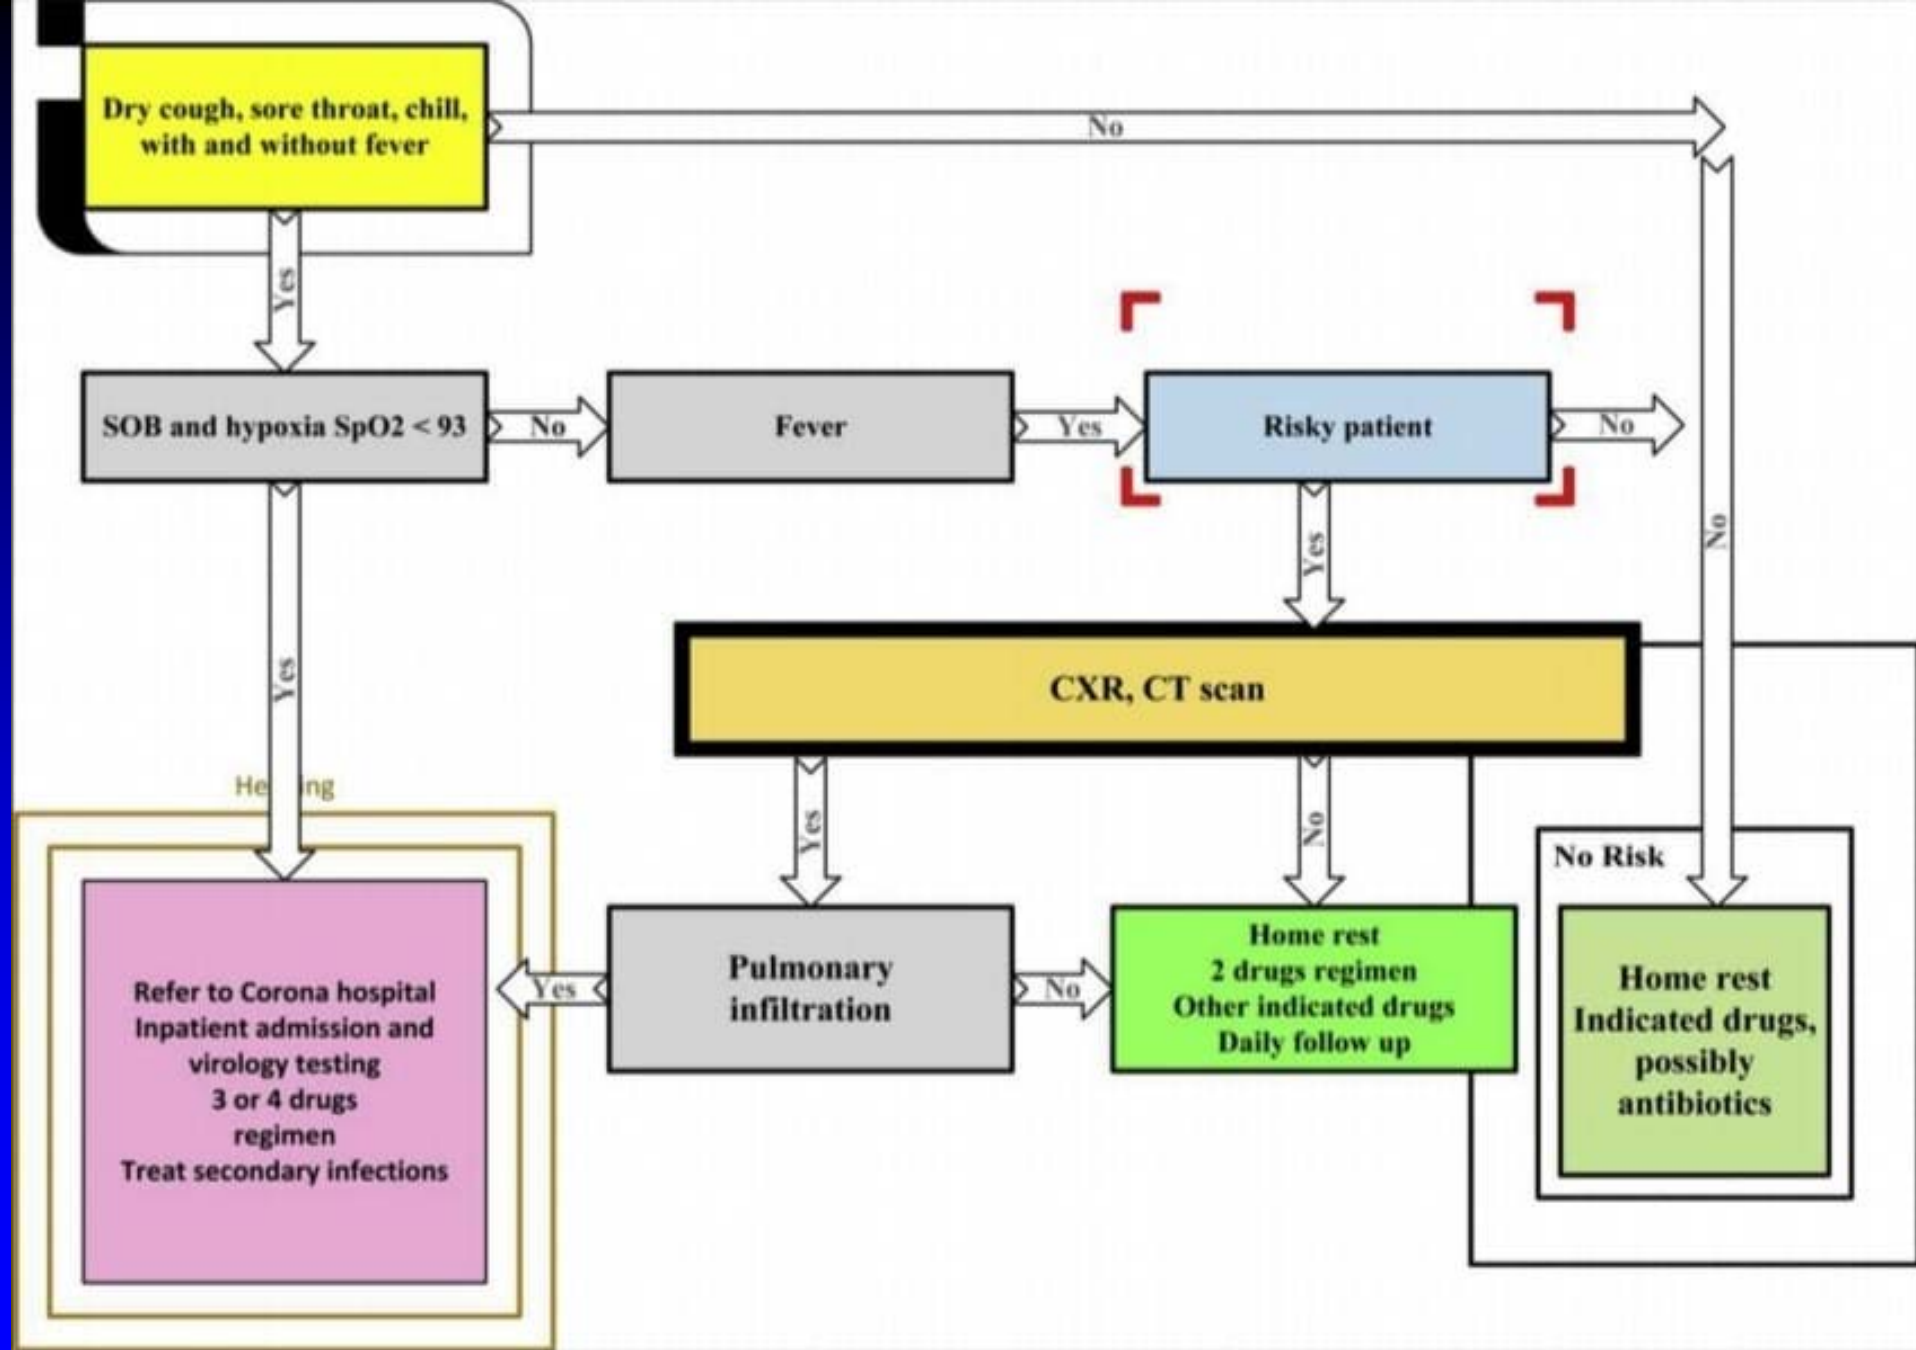 Dry cough, sore throat, chill,
with and without fever
No
Yes
SOB and hypoxia SpO2 < 93
No
Fever
Yes
Risky patient
No
Yes
No
Yes
CXR, CT scan
Yes
No
No Risk
Refer to Corona hospital
Inpatient admission and
virology testing
3 or 4 drugs
regimen
Treat secondary infections
Yes
Pulmonary
infiltration
No
Home rest
2 drugs regimen
Other indicated drugs
Daily follow up
Home rest
Indicated drugs,
possibly
antibiotics